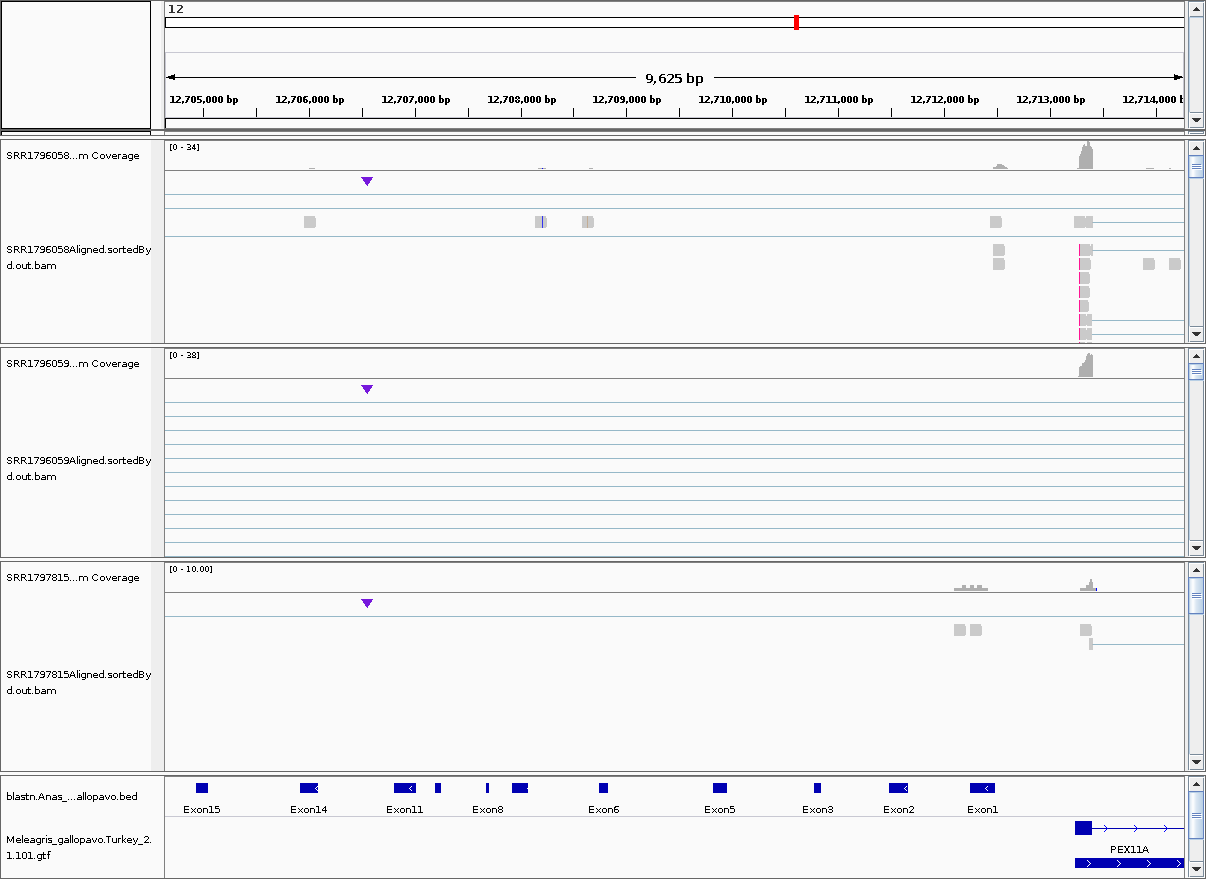 12
9,625 bp
12,705,000 bp 12,706,000 bp 12,707,000 bp 12,708,000 bp 12,709,000 bp 12,710,000 bp 12,711,000 bp 12,712,000 bp 12,713,000 bp 12,714,000 b
SRR1796058...m Coverage
[0 - 34]
SRR1796058Aligned.sortedBy
d.out.bam
SRR1796059...m Coverage
[0 - 38]
SRR1796059Aligned.sortedBy
d.out.bam
SRR1797815...m Coverage
[0 - 10.00]
SRR1797815Aligned.sortedBy
d.out.bam
blastn.Anas_...allopavo.bed
Exon15 Exon14 Exon11 Exon8 Exon6 Exon5 Exon3 Exon2 Exon1
Meleagris_gallopavo.Turkey_2.
1.101.gtf
PEX11A